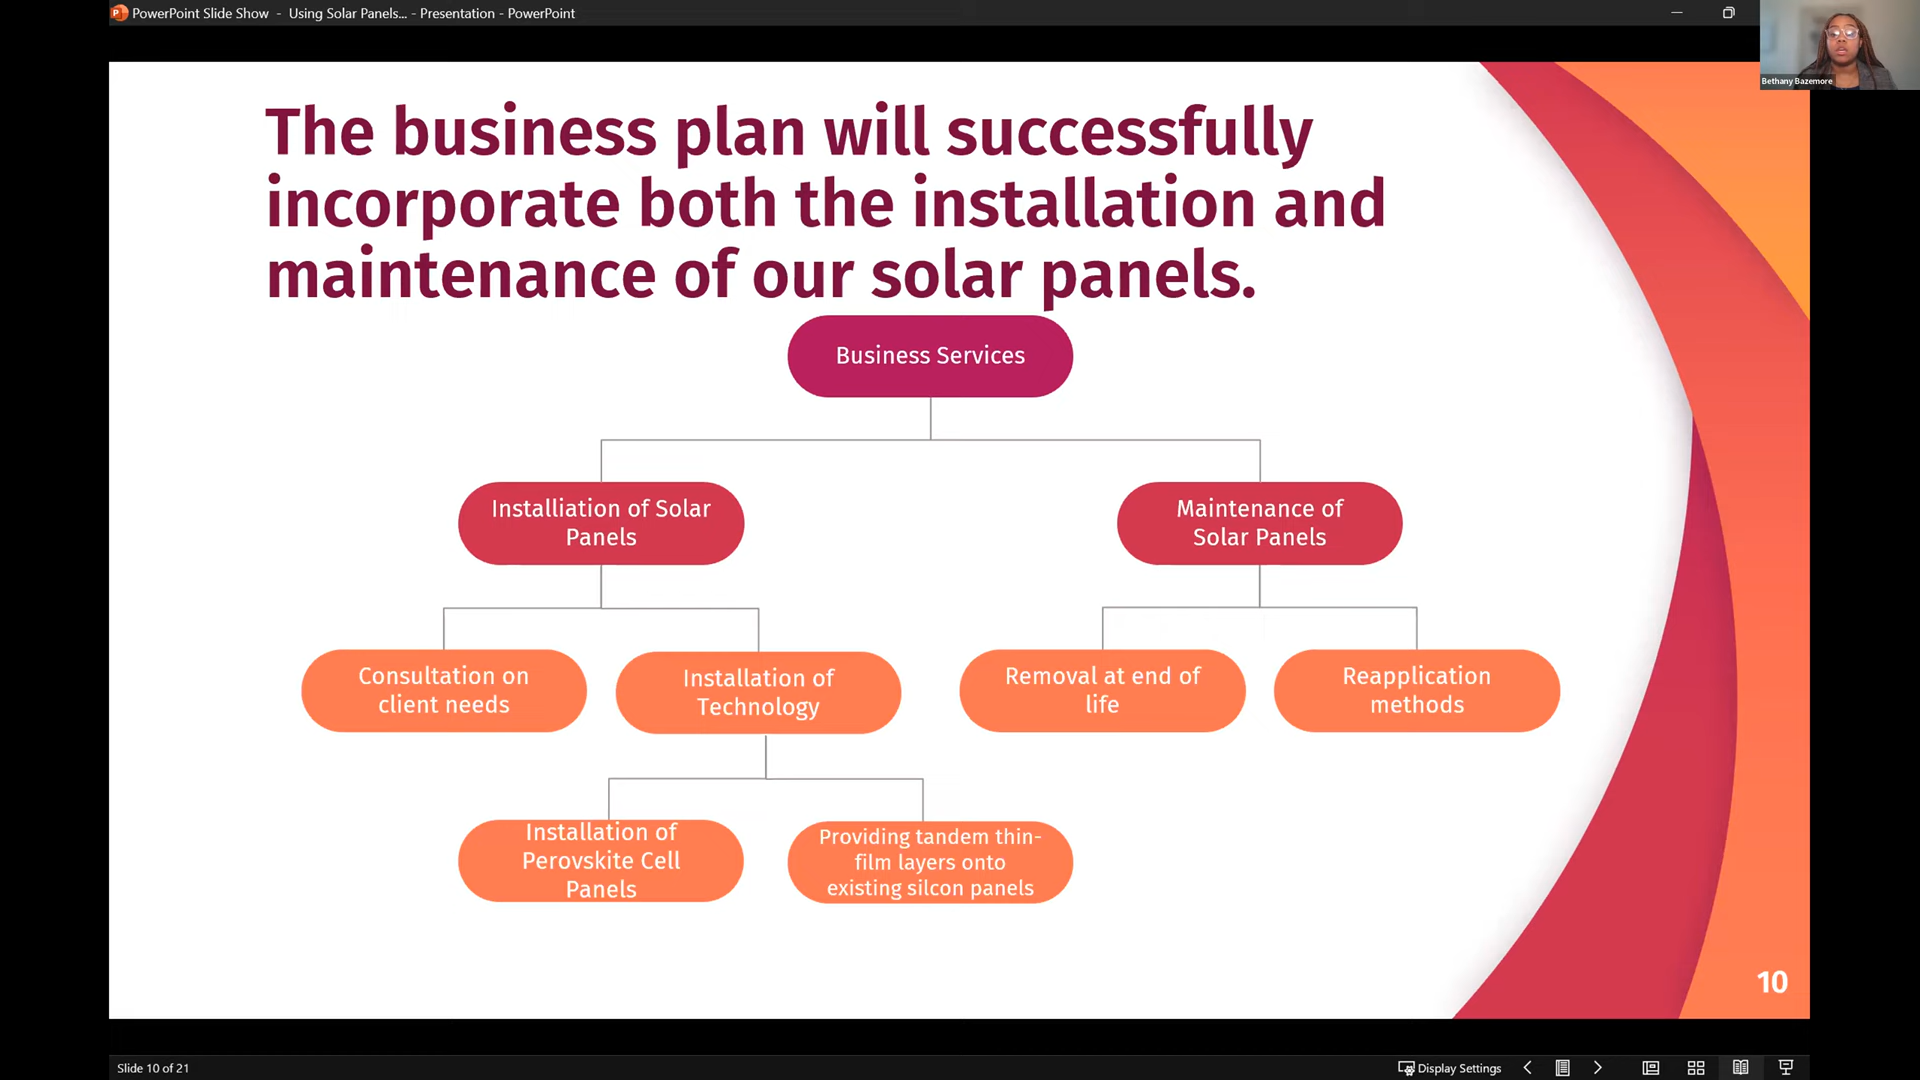 PowerPoint Slide Show - Using Solar Panels... - Presentation - PowerPoint
Bethany Bazemore
The business plan will successfully
incorporate both the installation and
maintenance of our solar panels.
Business Services
Installiation of Solar
Panels
Maintenance of
Solar Panels
Consultation on
client needs
Installation of
Technology
Removal at end of
life
Reapplication
methods
Installation of
Perovskite Cell
Panels
Providing tandem thin-
film layers onto
existing silcon panels
10
Slide 10 of 21
Display Settings